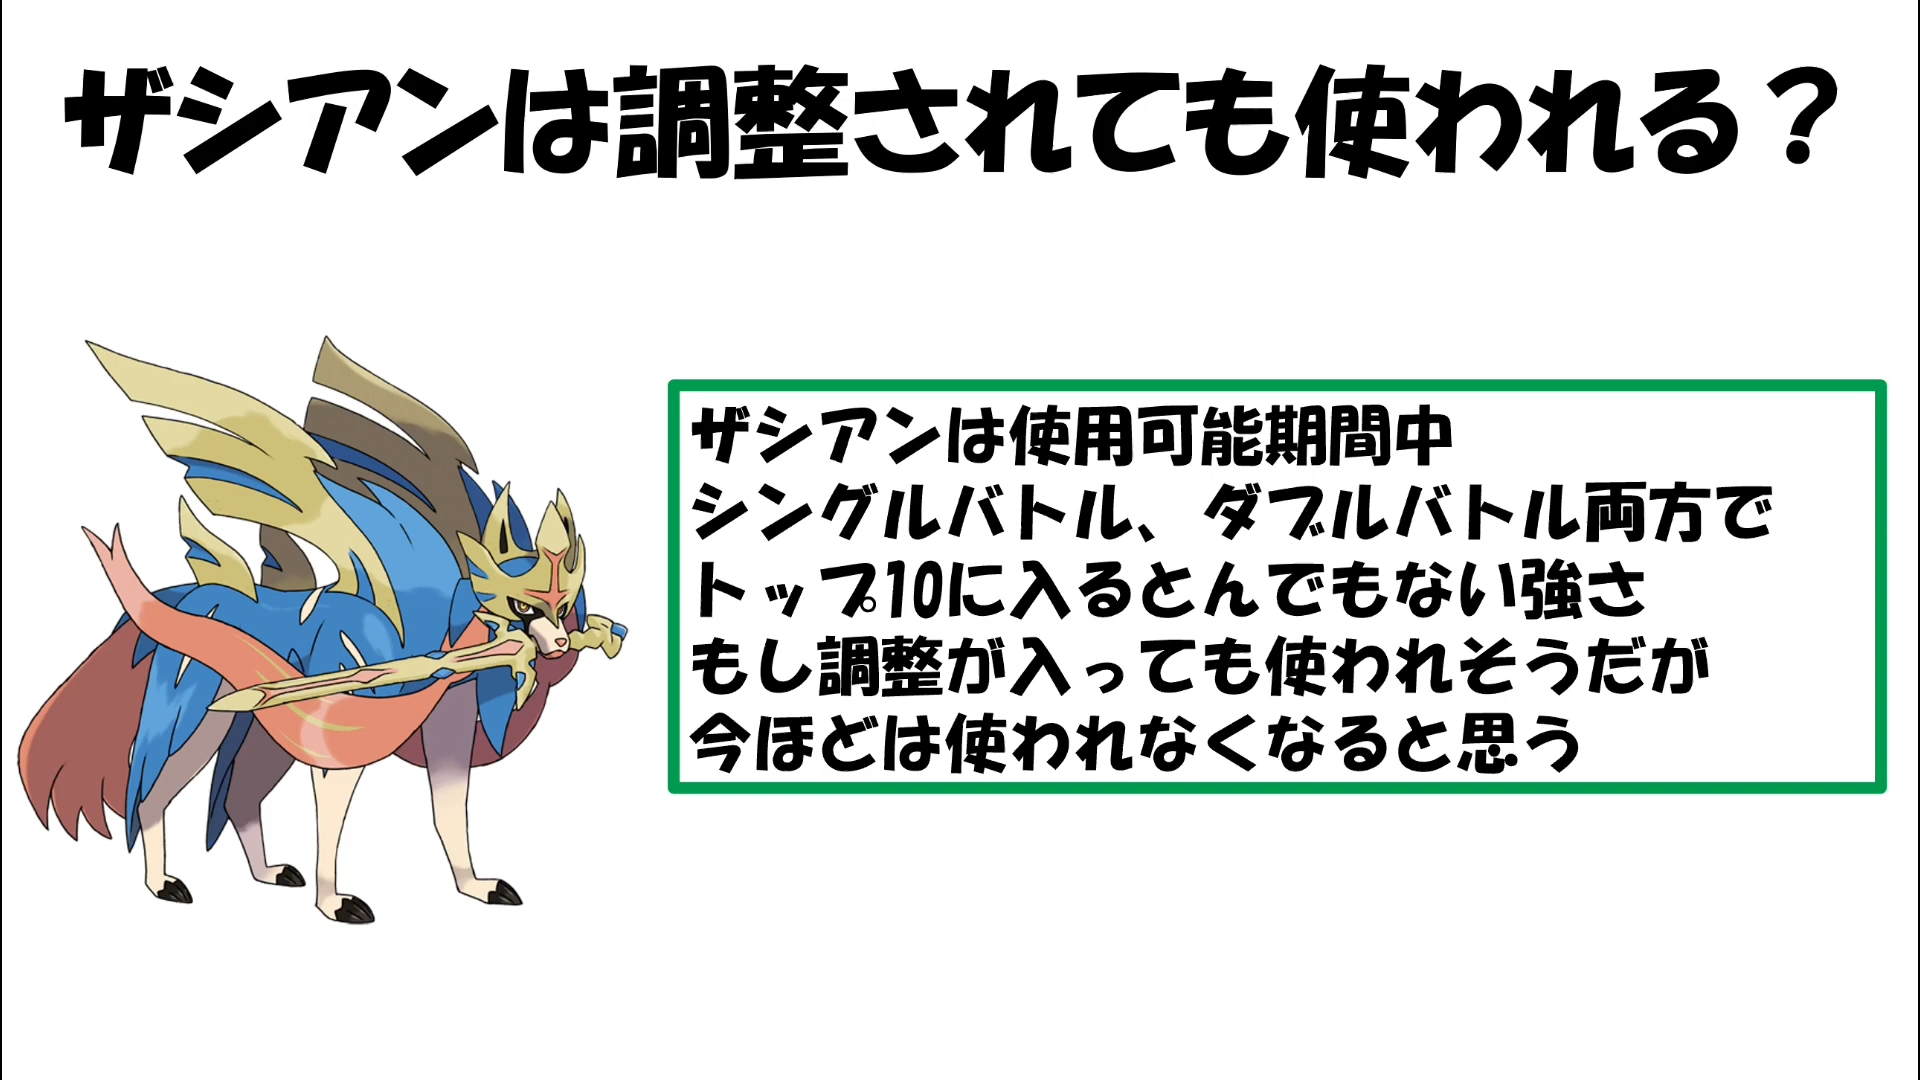 ザシアンは調整されても使われる？
ザシアンは使用可能期間中
シングルバトル、ダブルバトル両方で
トップ10に入るとんでもない強さ
もし調整が入っても使われそうだが
今ほどは使われなくなると思う